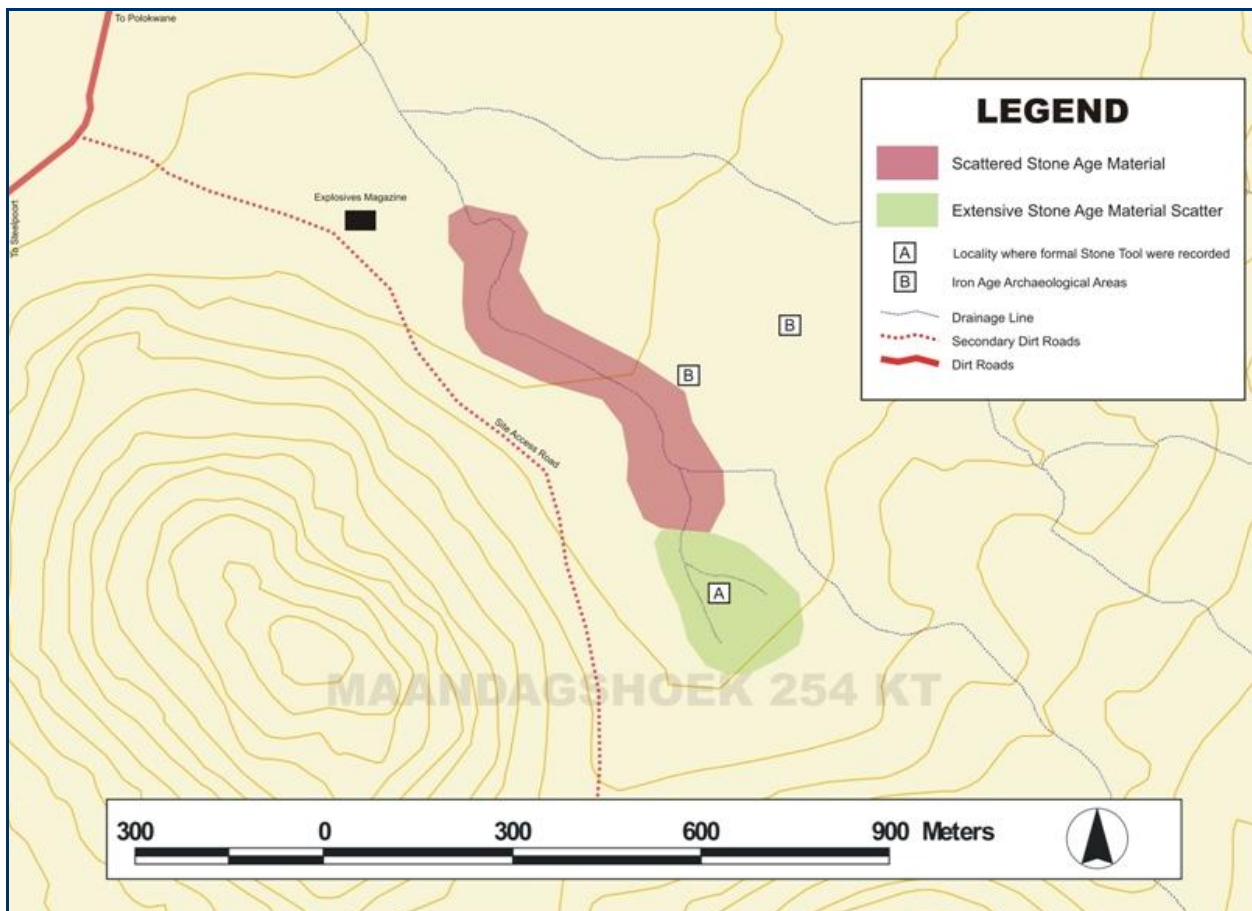 To Polokwane
To Steelpoort
Explosives Magazine
LEGEND
Scattered Stone Age Material
Extensive Stone Age Material Scatter
A Locality where formal Stone Tool were recorded
B Iron Age Archaeological Areas
Drainage Line
Secondary Dirt Roads
Dirt Roads
B
B
Site Access Road
A
MAANDAGSHOEK 254 KT
300 0 300 600 900 Meters